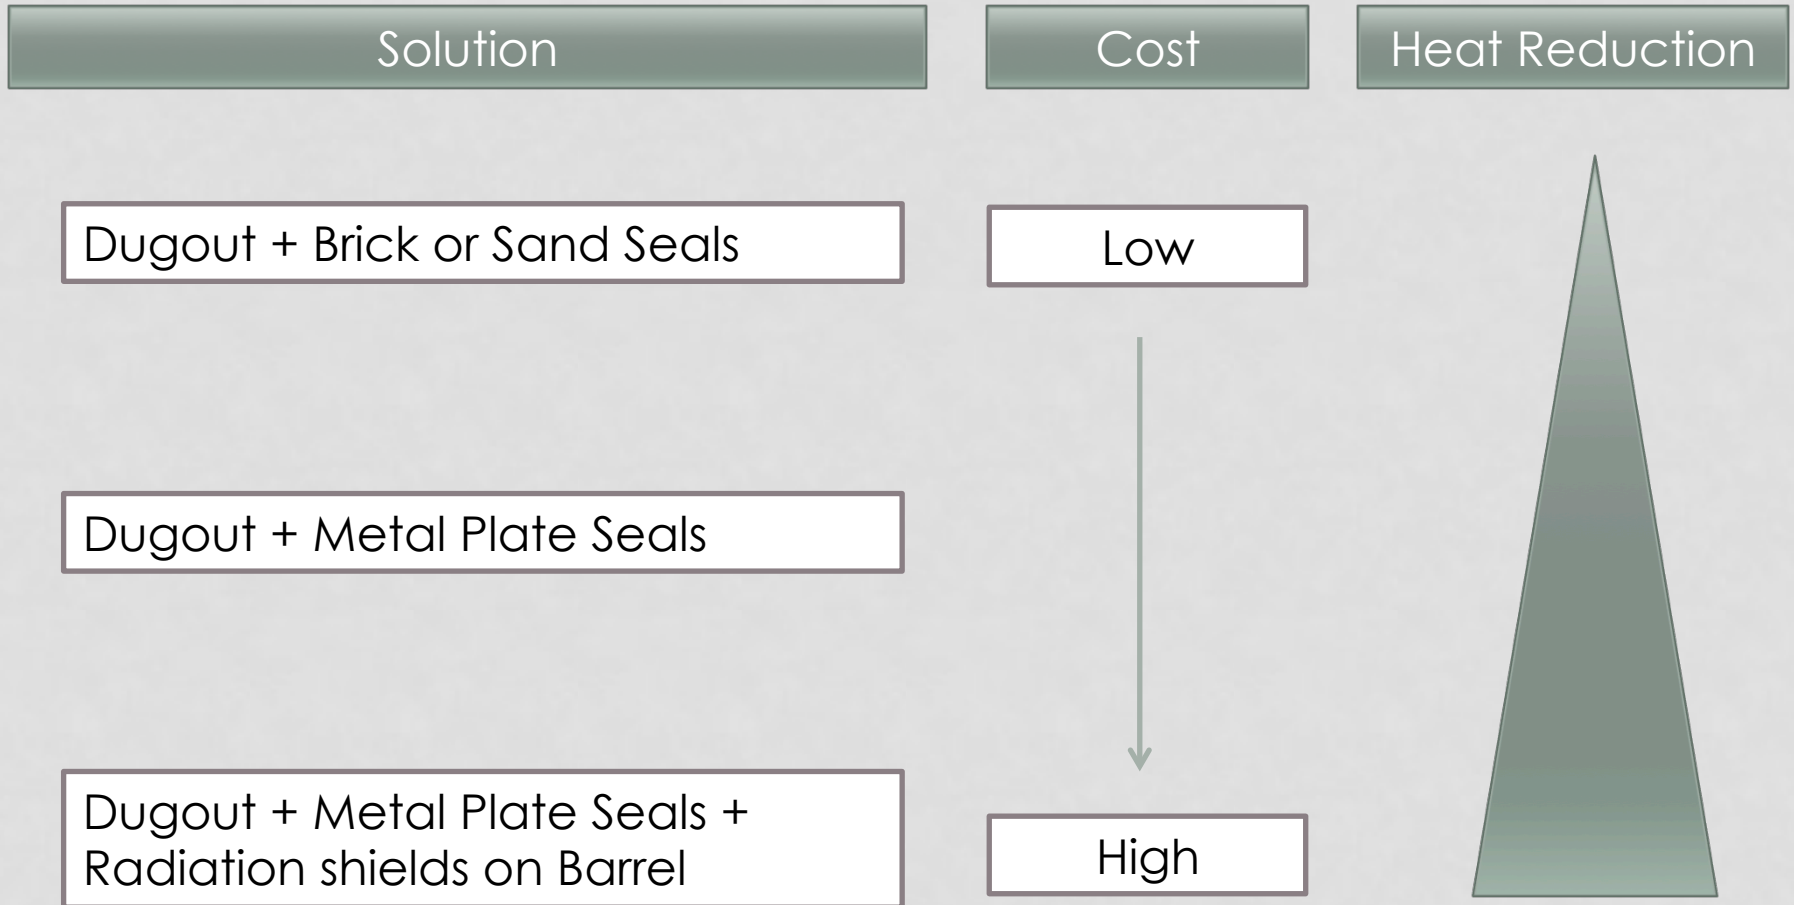 Solution
Cost
Heat Reduction
Dugout + Brick or Sand Seals
Low
Dugout + Metal Plate Seals
Dugout + Metal Plate Seals +
Radiation shields on Barrel
High